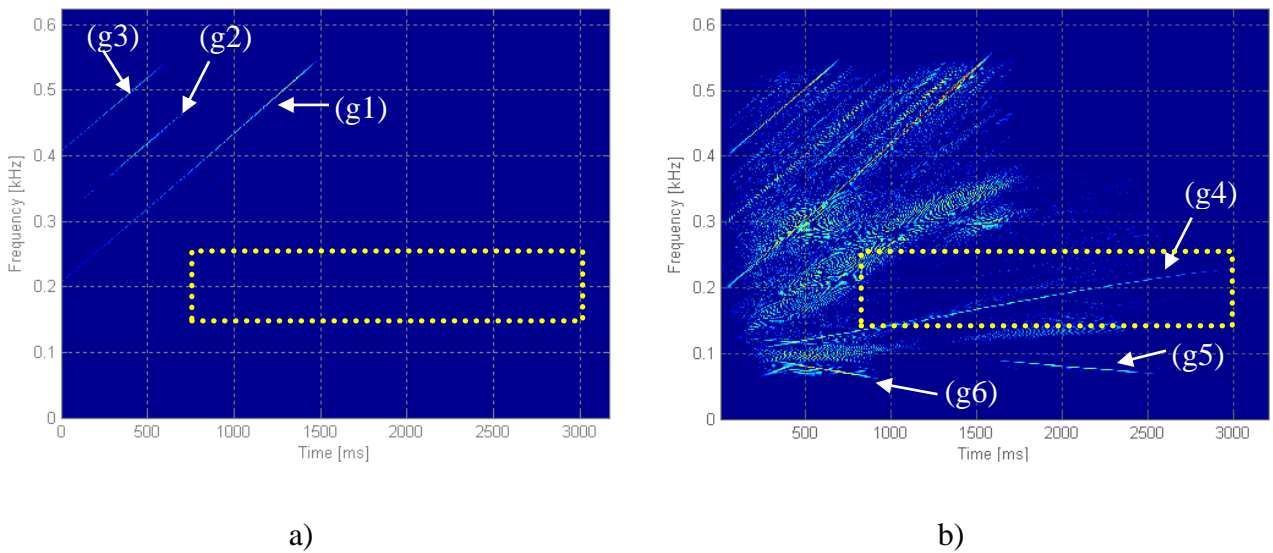 0.6
(g3)
(g2)
0.5
(g1)
0.4
Frequency [kHz]
0.3
0.2
0.1
0
0 500 1000 1500 2000 2500 3000
Time [ms]
a)
0.6
0.5
0.4
(g4)
Frequency [kHz]
0.3
0.2
0.1
(g5)
(g6)
0
500 1000 1500 2000 2500 3000
Time [ms]
b)